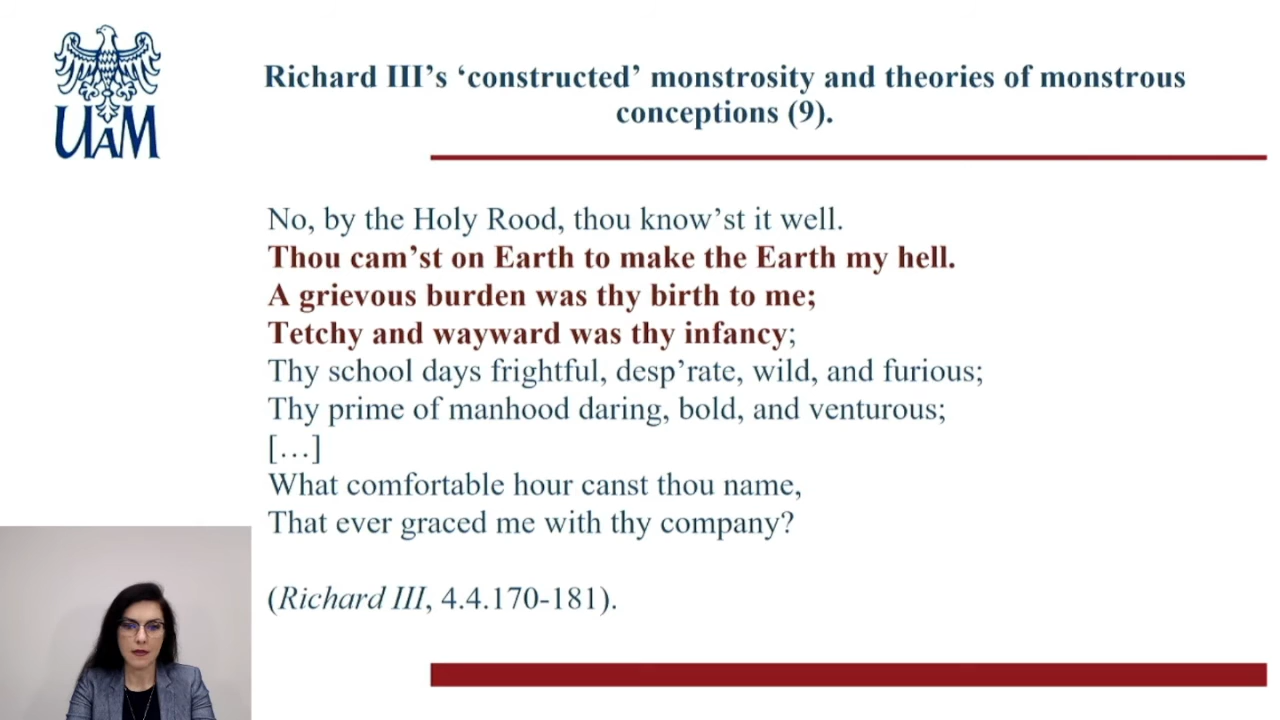 UAM
Richard III’s ‘constructed’ monstrosity and theories of monstrous
conceptions (9).
No, by the Holy Rood, thou know’st it well.
Thou cam’st on Earth to make the Earth my hell.
A grievous burden was thy birth to me;
Tetchy and wayward was thy infancy;
Thy school days frightful, desp’rate, wild, and furious;
Thy prime of manhood daring, bold, and venturous;
[…]
What comfortable hour canst thou name,
That ever graced me with thy company?
(Richard III, 4.4.170-181).